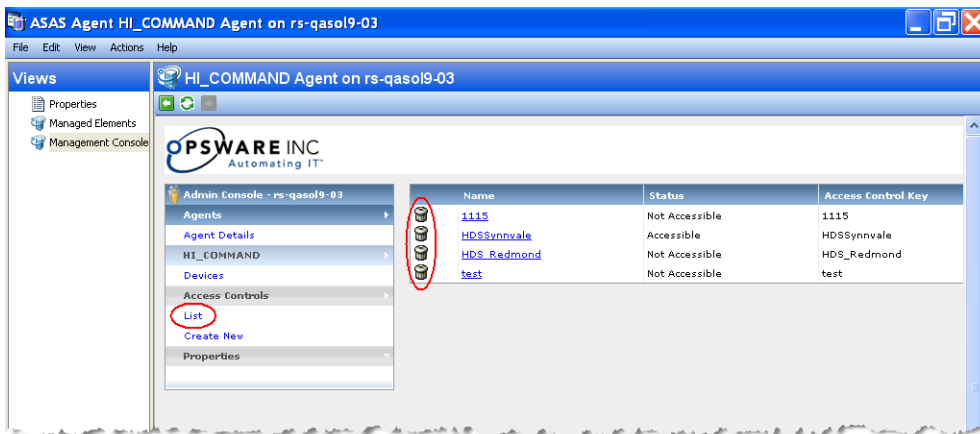 ASAS Agent HI_COMMAND Agent on rs-qasol9-03
File Edit View Actions Help
Views
Properties
Managed Elements
Management Console
HI_COMMAND Agent on rs-qasol9-03
OPSWARE INC
Automating IT™
Admin Console - rs-qasol9-03
Agents
Agent Details
HI_COMMAND
Devices
Access Controls
List
Create New
Properties
Name Status Access Control Key
1115 Not Accessible 1115
HDSSynnvale Accessible HDSSynnvale
HDS_Redmond Not Accessible HDS_Redmond
test Not Accessible test